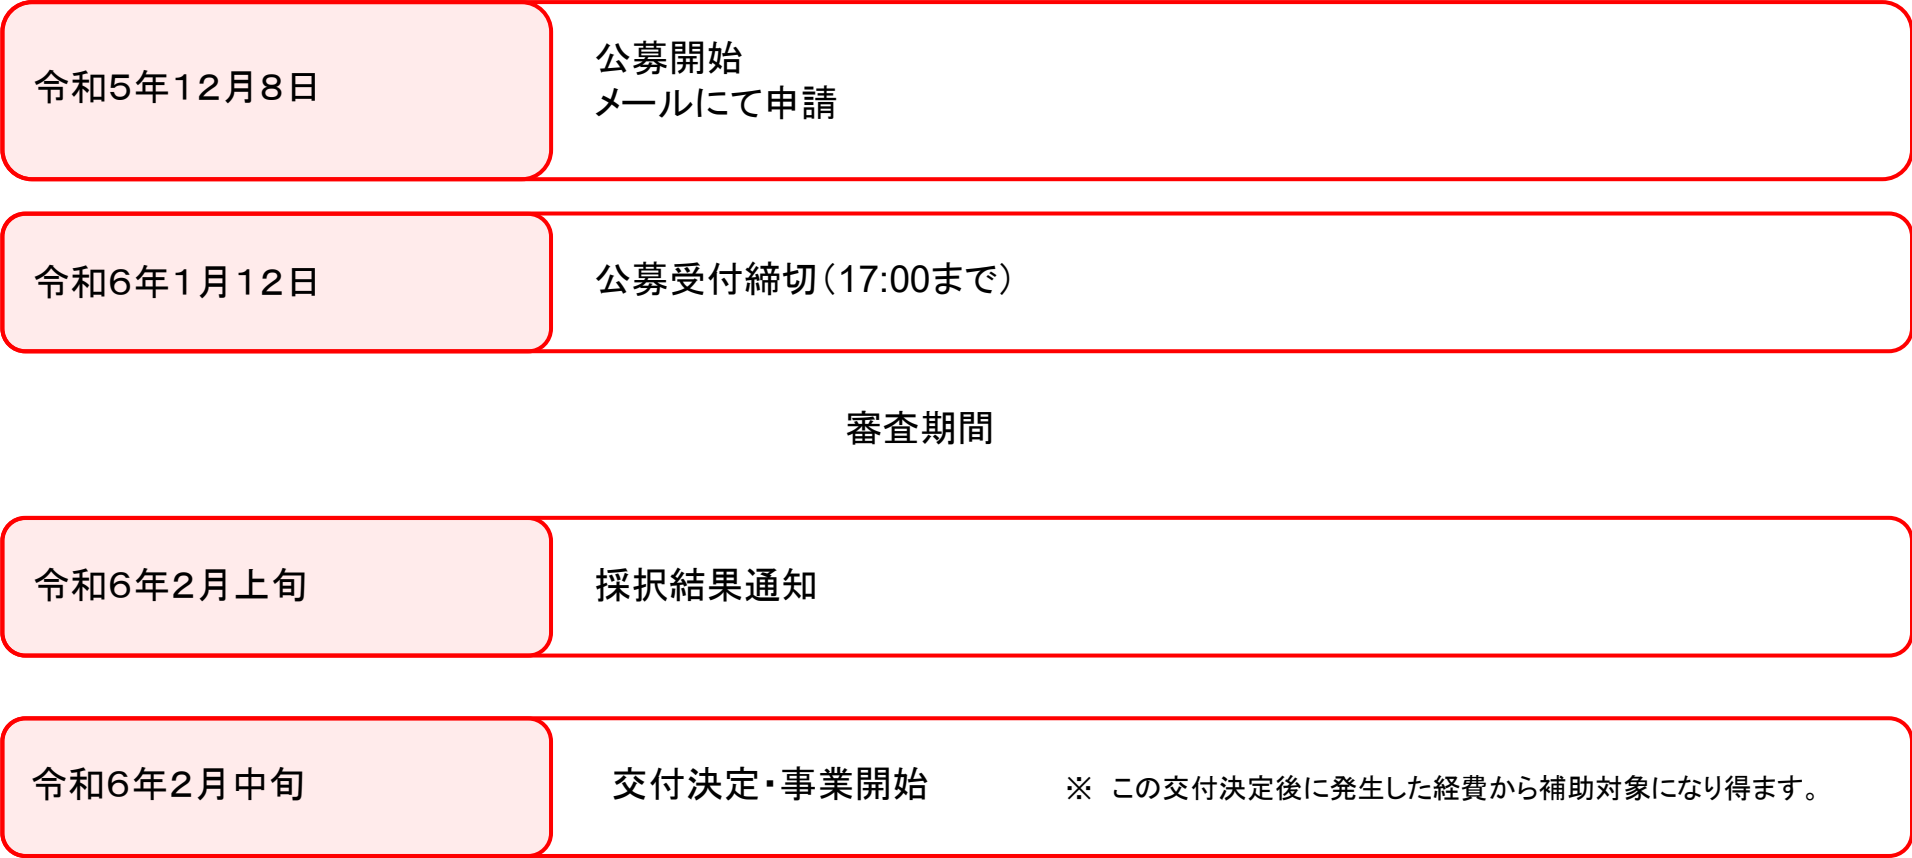 令和5年１２月８日
公募開始
メールにて申請
令和６年１月１２日
公募受付締切（17:00まで）
審査期間
令和６年２月上旬
採択結果通知
令和６年２月中旬
交付決定・事業開始
※ この交付決定後に発生した経費から補助対象になり得ます。